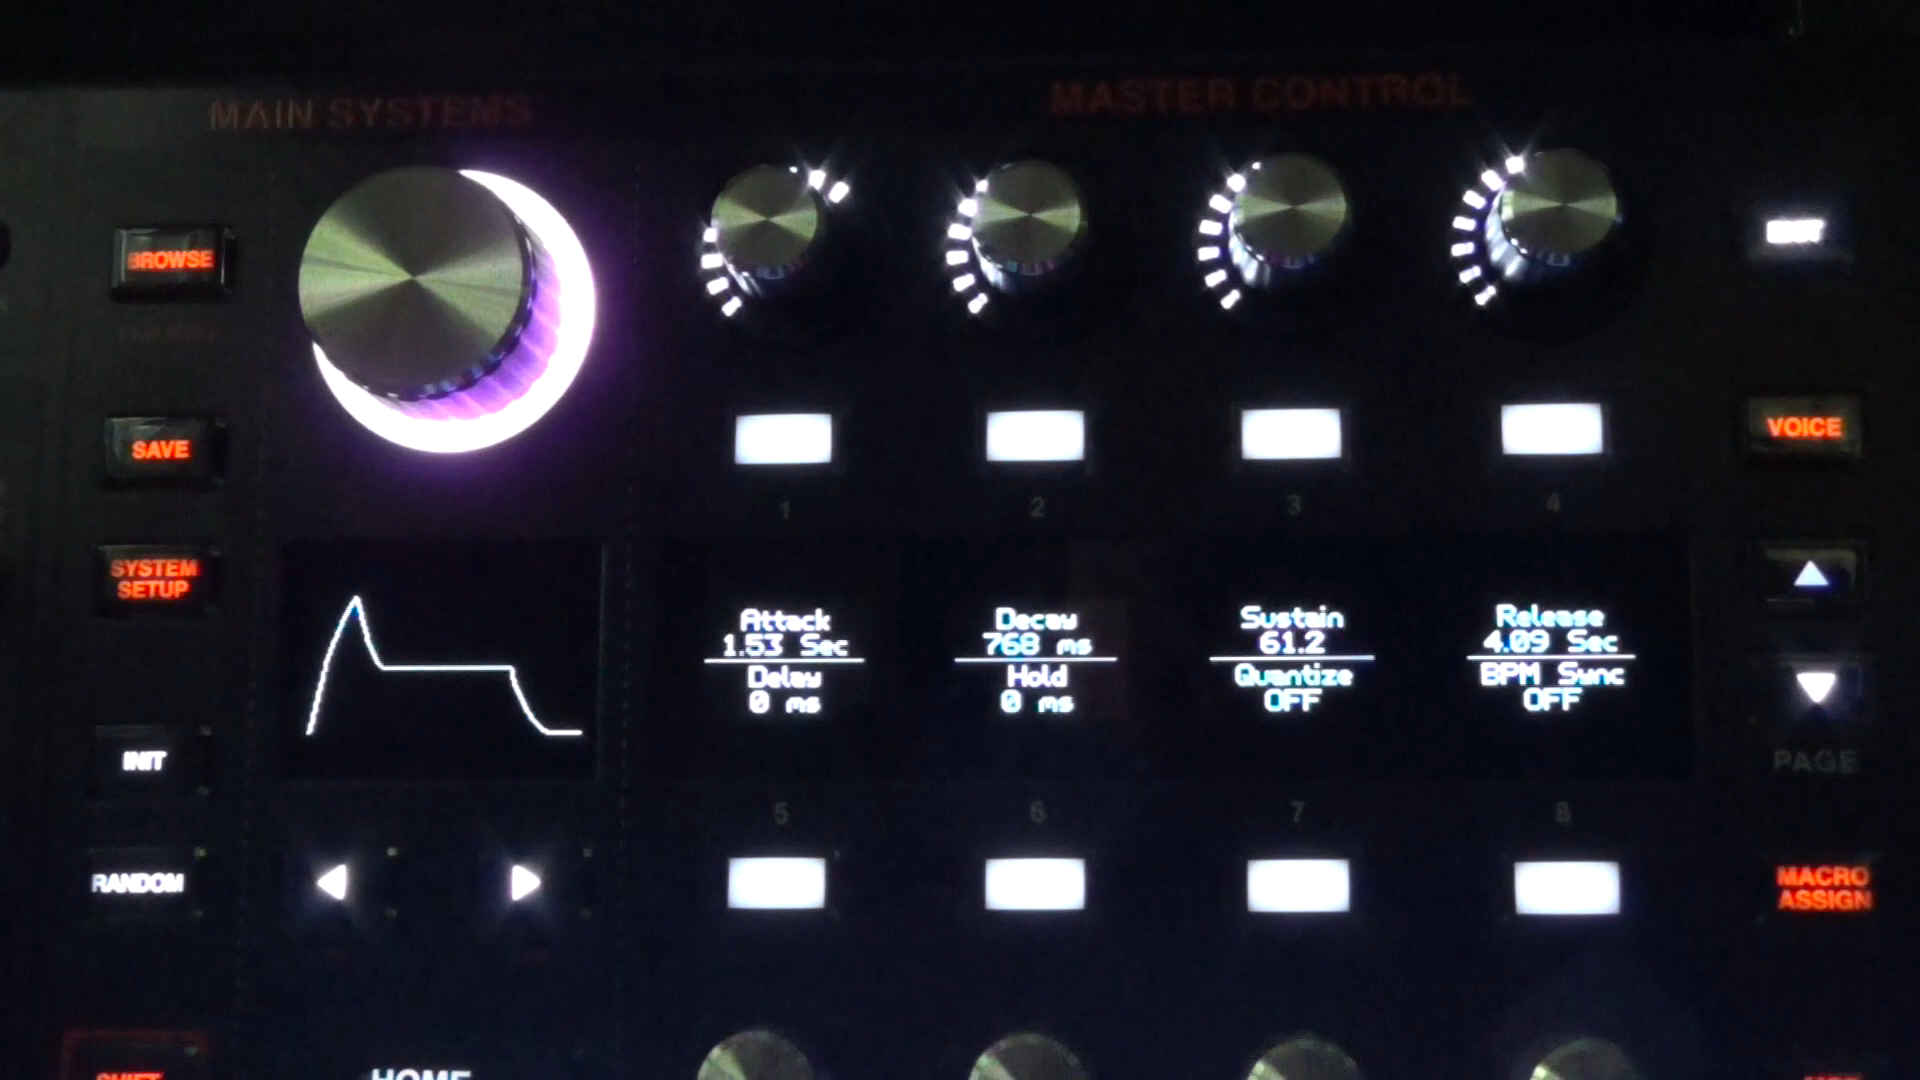 MAIN SYSTEMS
MASTER CONTROL
BROWSE
EXIT
SAVE
VOICE
1
2
3
4
SYSTEM
SETUP
Attack
1.53 Sec
Delay
0 ms
Decay
768 ms
Hold
0 ms
Sustain
61.2
Quantize
OFF
Release
4.09 Sec
BPM Sync
OFF
INIT
PAGE
5
6
7
8
RANDOM
MACRO
ASSIGN
SHIFT
HOME